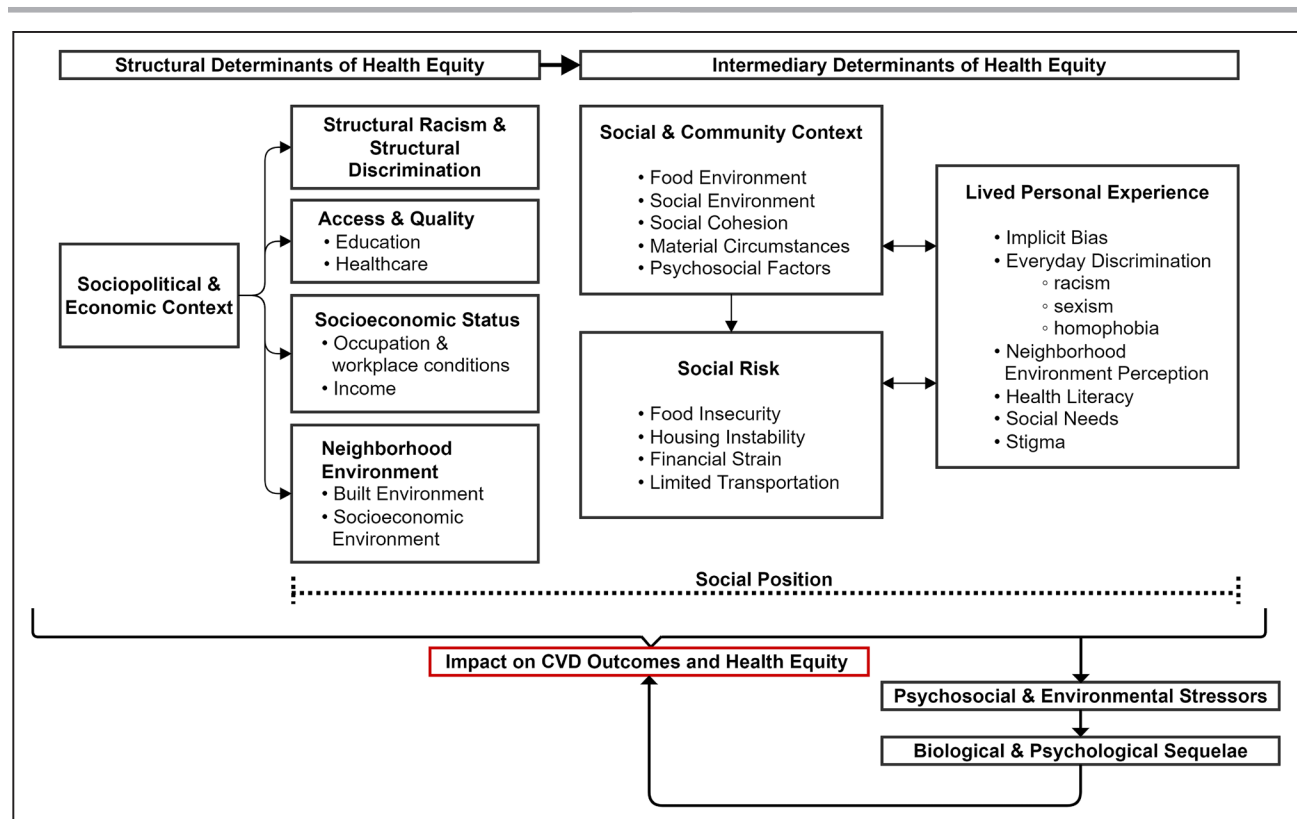 Structural Determinants of Health Equity
Intermediary Determinants of Health Equity
Sociopolitical &
Economic Context
Structural Racism &
Structural
Discrimination
Access & Quality
• Education
• Healthcare
Socioeconomic Status
• Occupation &
workplace conditions
• Income
Neighborhood
Environment
• Built Environment
• Socioeconomic
Environment
Social & Community Context
• Food Environment
• Social Environment
• Social Cohesion
• Material Circumstances
• Psychosocial Factors
Social Risk
• Food Insecurity
• Housing Instability
• Financial Strain
• Limited Transportation
Lived Personal Experience
• Implicit Bias
• Everyday Discrimination
◦ racism
◦ sexism
◦ homophobia
• Neighborhood
Environment Perception
• Health Literacy
• Social Needs
• Stigma
Social Position
Impact on CVD Outcomes and Health Equity
Psychosocial & Environmental Stressors
Biological & Psychological Sequelae